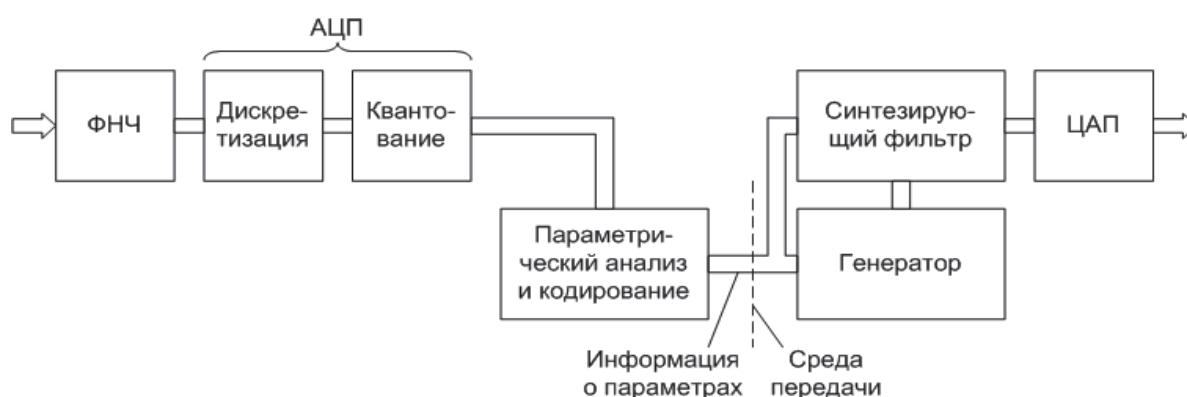 АЦП
ФНЧ
Дискре-
тизация
Кванто-
вание
Синтезирую-
щий фильтр
ЦАП
Параметри-
ческий анализ
и кодирование
Генератор
Информация
о параметрах
Среда
передачи